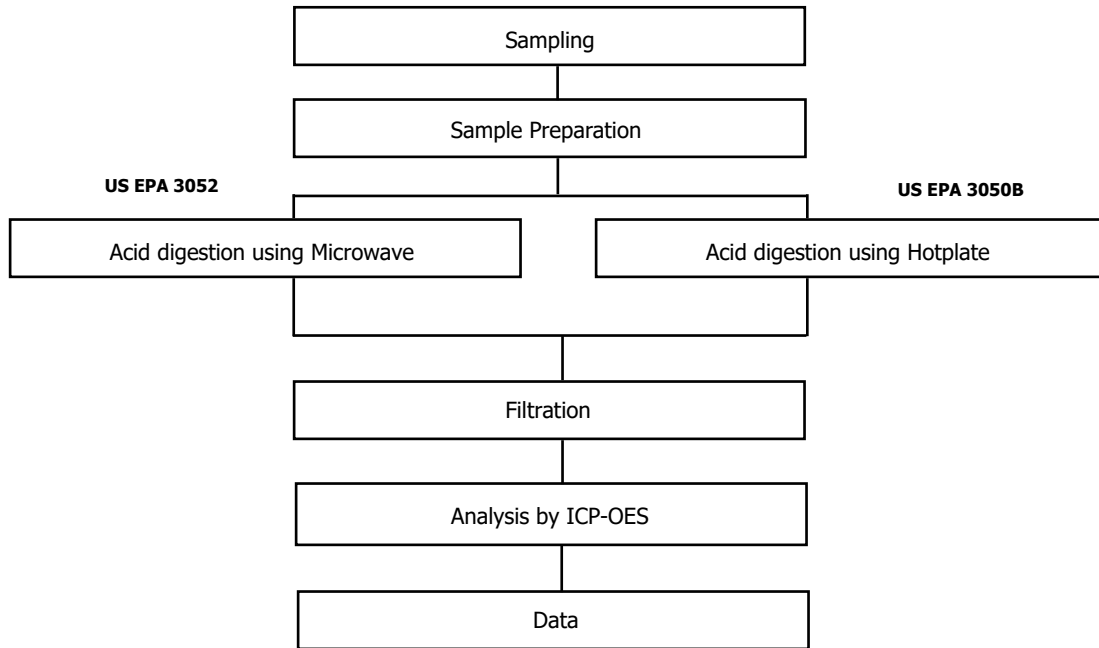 Sampling
Sample Preparation
US EPA 3052
US EPA 3050B
Acid digestion using Microwave
Acid digestion using Hotplate
Filtration
Analysis by ICP-OES
Data